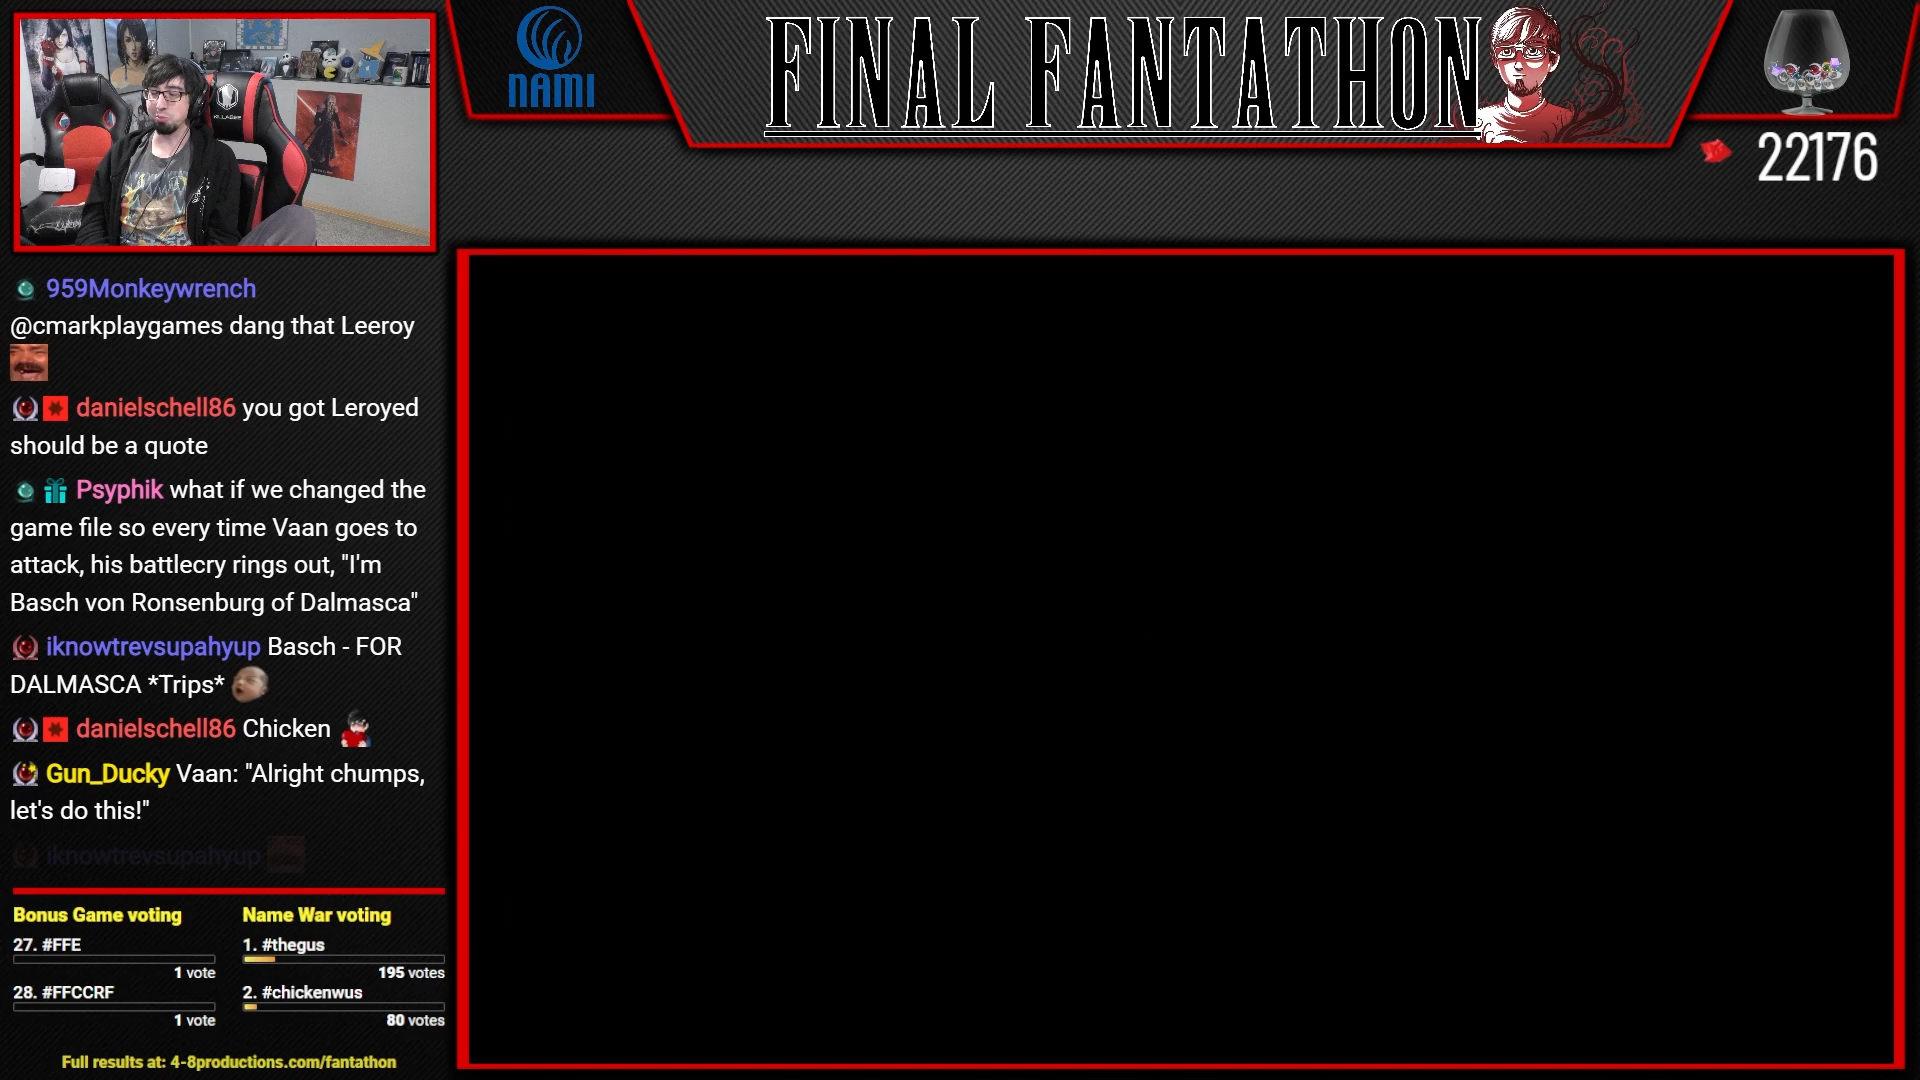 NAMI
FINAL FANTATHON
22176
959Monkeywrench
@cmarkplaygames dang that Leeroy
danielschell86 you got Leroyed
should be a quote
Psyphik what if we changed the
game file so every time Vaan goes to
attack, his battlecry rings out, "I'm
Basch von Ronsenburg of Dalmasca"
iknowtrevsupahyup Basch - FOR
DALMASCA *Trips*
danielschell86 Chicken
Gun_Ducky Vaan: "Alright chumps,
let's do this!"
iknowtrevsupahyup
Bonus Game voting
27. #FFE
1 vote
28. #FFCCRF
1 vote
Name War voting
1. #thegus
195 votes
2. #chickenwus
80 votes
Full results at: 4-8productions.com/fantathon